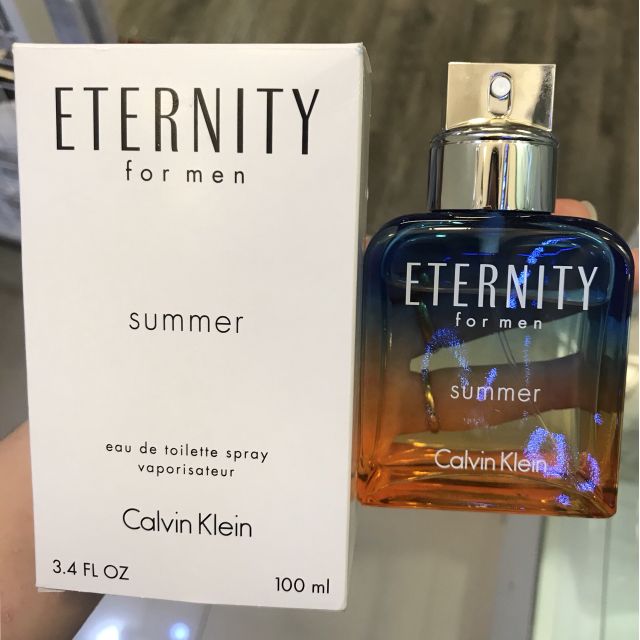 ETERNITY
for men
summer
eau de toilette spray
vaporisateur
Calvin Klein
3.4 FL OZ
100 ml
ETERNITY
for men
summer
Calvin Klein